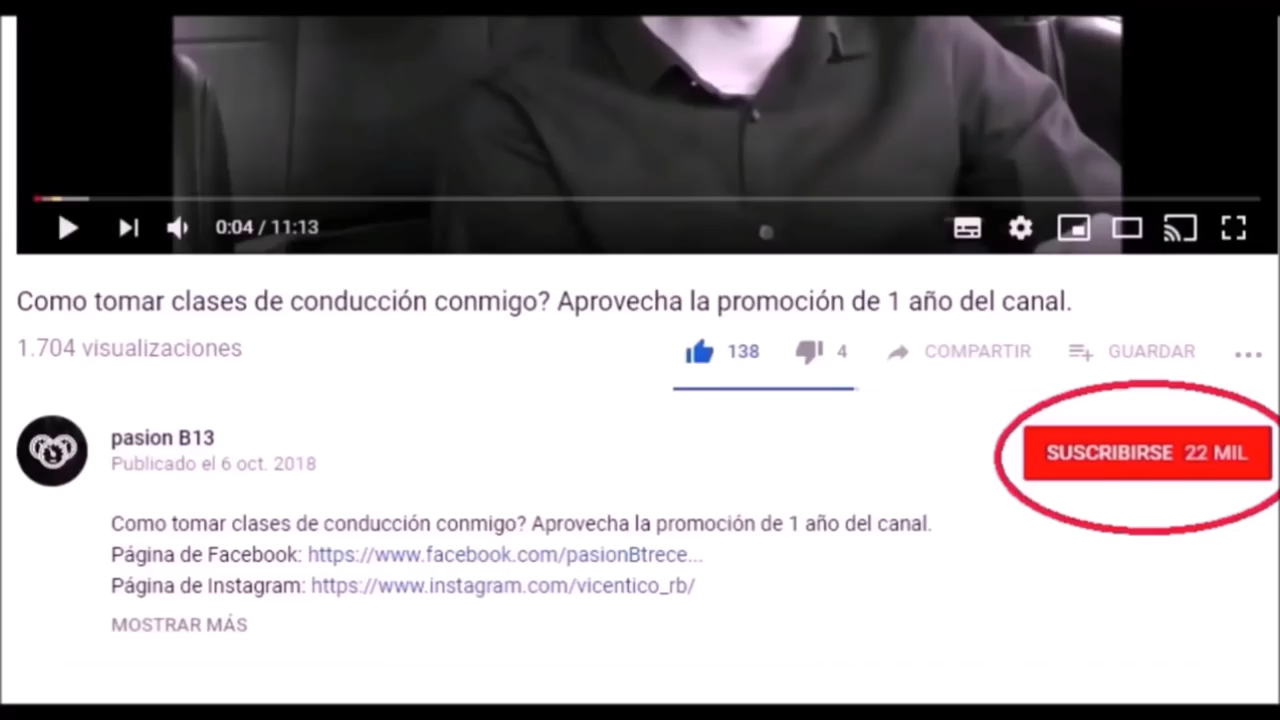 0:04 / 11:13
Como tomar clases de conducción conmigo? Aprovecha la promoción de 1 año del canal.
1.704 visualizaciones
138
4
COMPARTIR
GUARDAR
pasion B13
Publicado el 6 oct. 2018
SUSCRIBIRSE 22 MIL
Como tomar clases de conducción conmigo? Aprovecha la promoción de 1 año del canal.
Página de Facebook: https://www.facebook.com/pasionBtrece...
Página de Instagram: https://www.instagram.com/vicentico_rb/
MOSTRAR MÁS